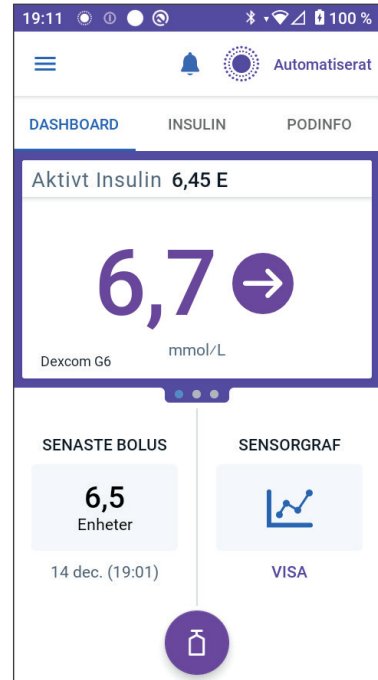 19:11 100 %
Automatiserat
DASHBOARD INSULIN PODINFO
Aktivt Insulin 6,45 E
6,7
mmol/L
Dexcom G6
SENASTE BOLUS SENSORGRAF
6,5
Enheter
14 dec. (19:01) VISA